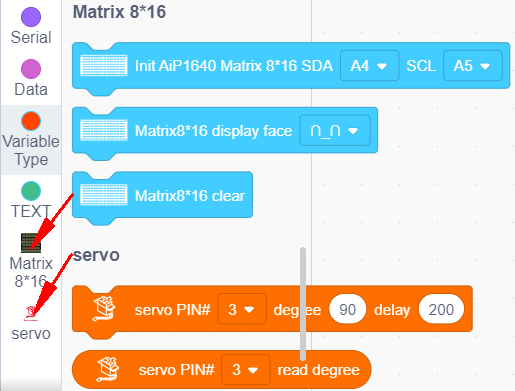 Serial
Data
Variable
Type
TEXT
Matrix
8*16
servo
Matrix 8*16
Init AiP1640 Matrix 8*16 SDA A4 SCL A5
Matrix8*16 display face ∩_∩
Matrix8*16 clear
servo
servo PIN# 3 degree 90 delay 200
servo PIN# 3 read degree